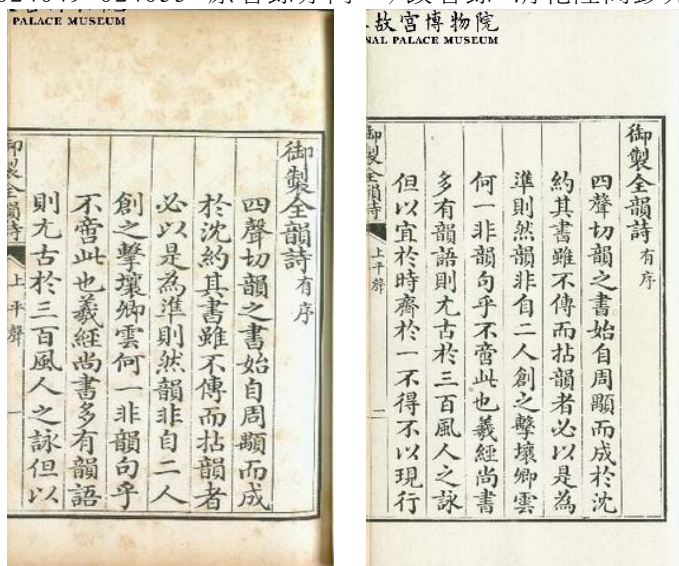 PALACE MUSEUM
御製全韻詩有序
四聲切韻之書始自周顒而成
於沈約其書雖不傳而拈韻者
必以是為準則然韻非自二人
創之擊壤卿雲何一非韻句乎
不啻此也羲經尚書多有韻語
則尤古於三百風人之詠但以
御製全韻詩 上平聲 一
故宮博物院
NAL PALACE MUSEUM
御製全韻詩有序
四聲切韻之書始自周顒而成於沈
約其書雖不傳而拈韻者必以是為
準則然韻非自二人創之擊壤卿雲
何一非韻句乎不啻此也羲經尚書
多有韻語則尤古於三百風人之詠
但以宜於時齊於一不得不以現行
御製全韻詩 上平聲 一